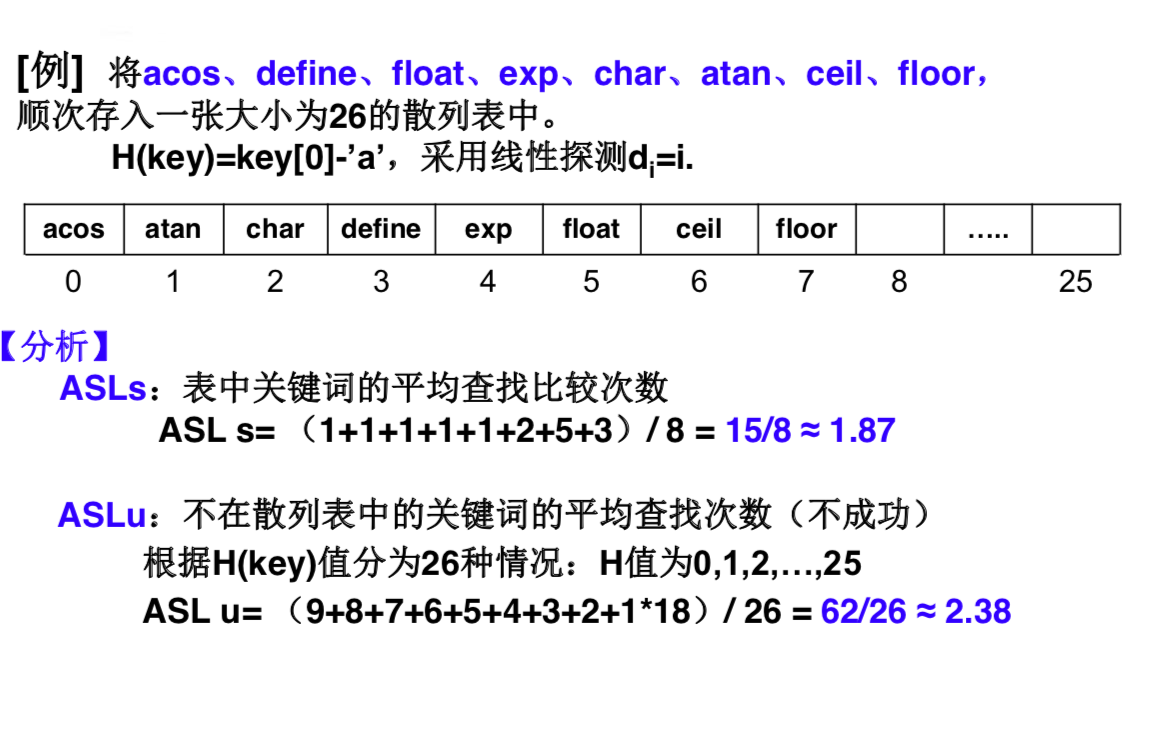 [例] 将acos、define、float、exp、char、atan、ceil、floor，
顺次存入一张大小为26的散列表中。
H(key)=key[0]-’a’，采用线性探测di=i.
acos atan char define exp float ceil floor …..
0 1 2 3 4 5 6 7 8 25
【分析】
ASLs：表中关键词的平均查找比较次数
ASL s= （1+1+1+1+1+2+5+3）/ 8 = 15/8 ≈ 1.87
ASLu：不在散列表中的关键词的平均查找次数（不成功）
根据H(key)值分为26种情况：H值为0,1,2,…,25
ASL u= （9+8+7+6+5+4+3+2+1*18）/ 26 = 62/26 ≈ 2.38